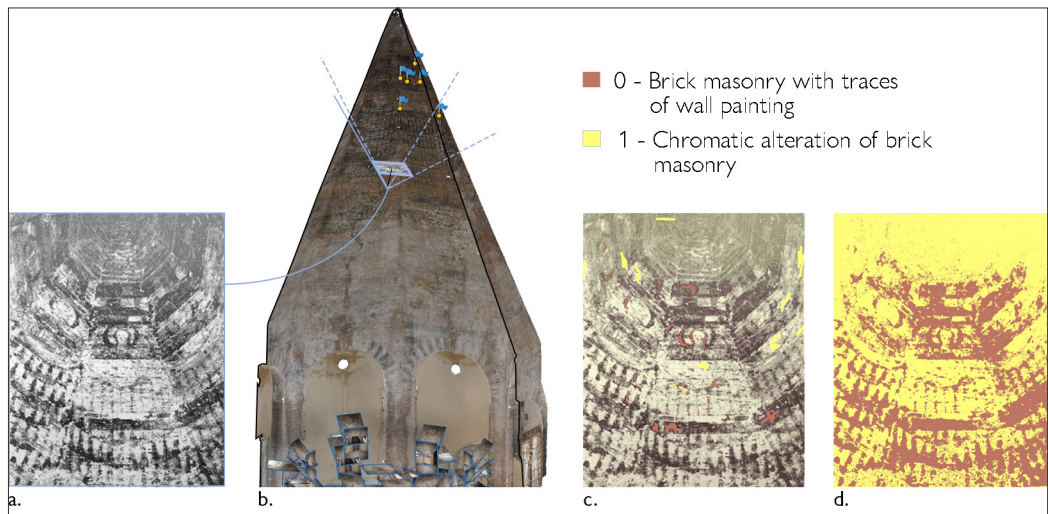 0 - Brick masonry with traces
of wall painting
1 - Chromatic alteration of brick
masonry
a.
b.
c.
d.